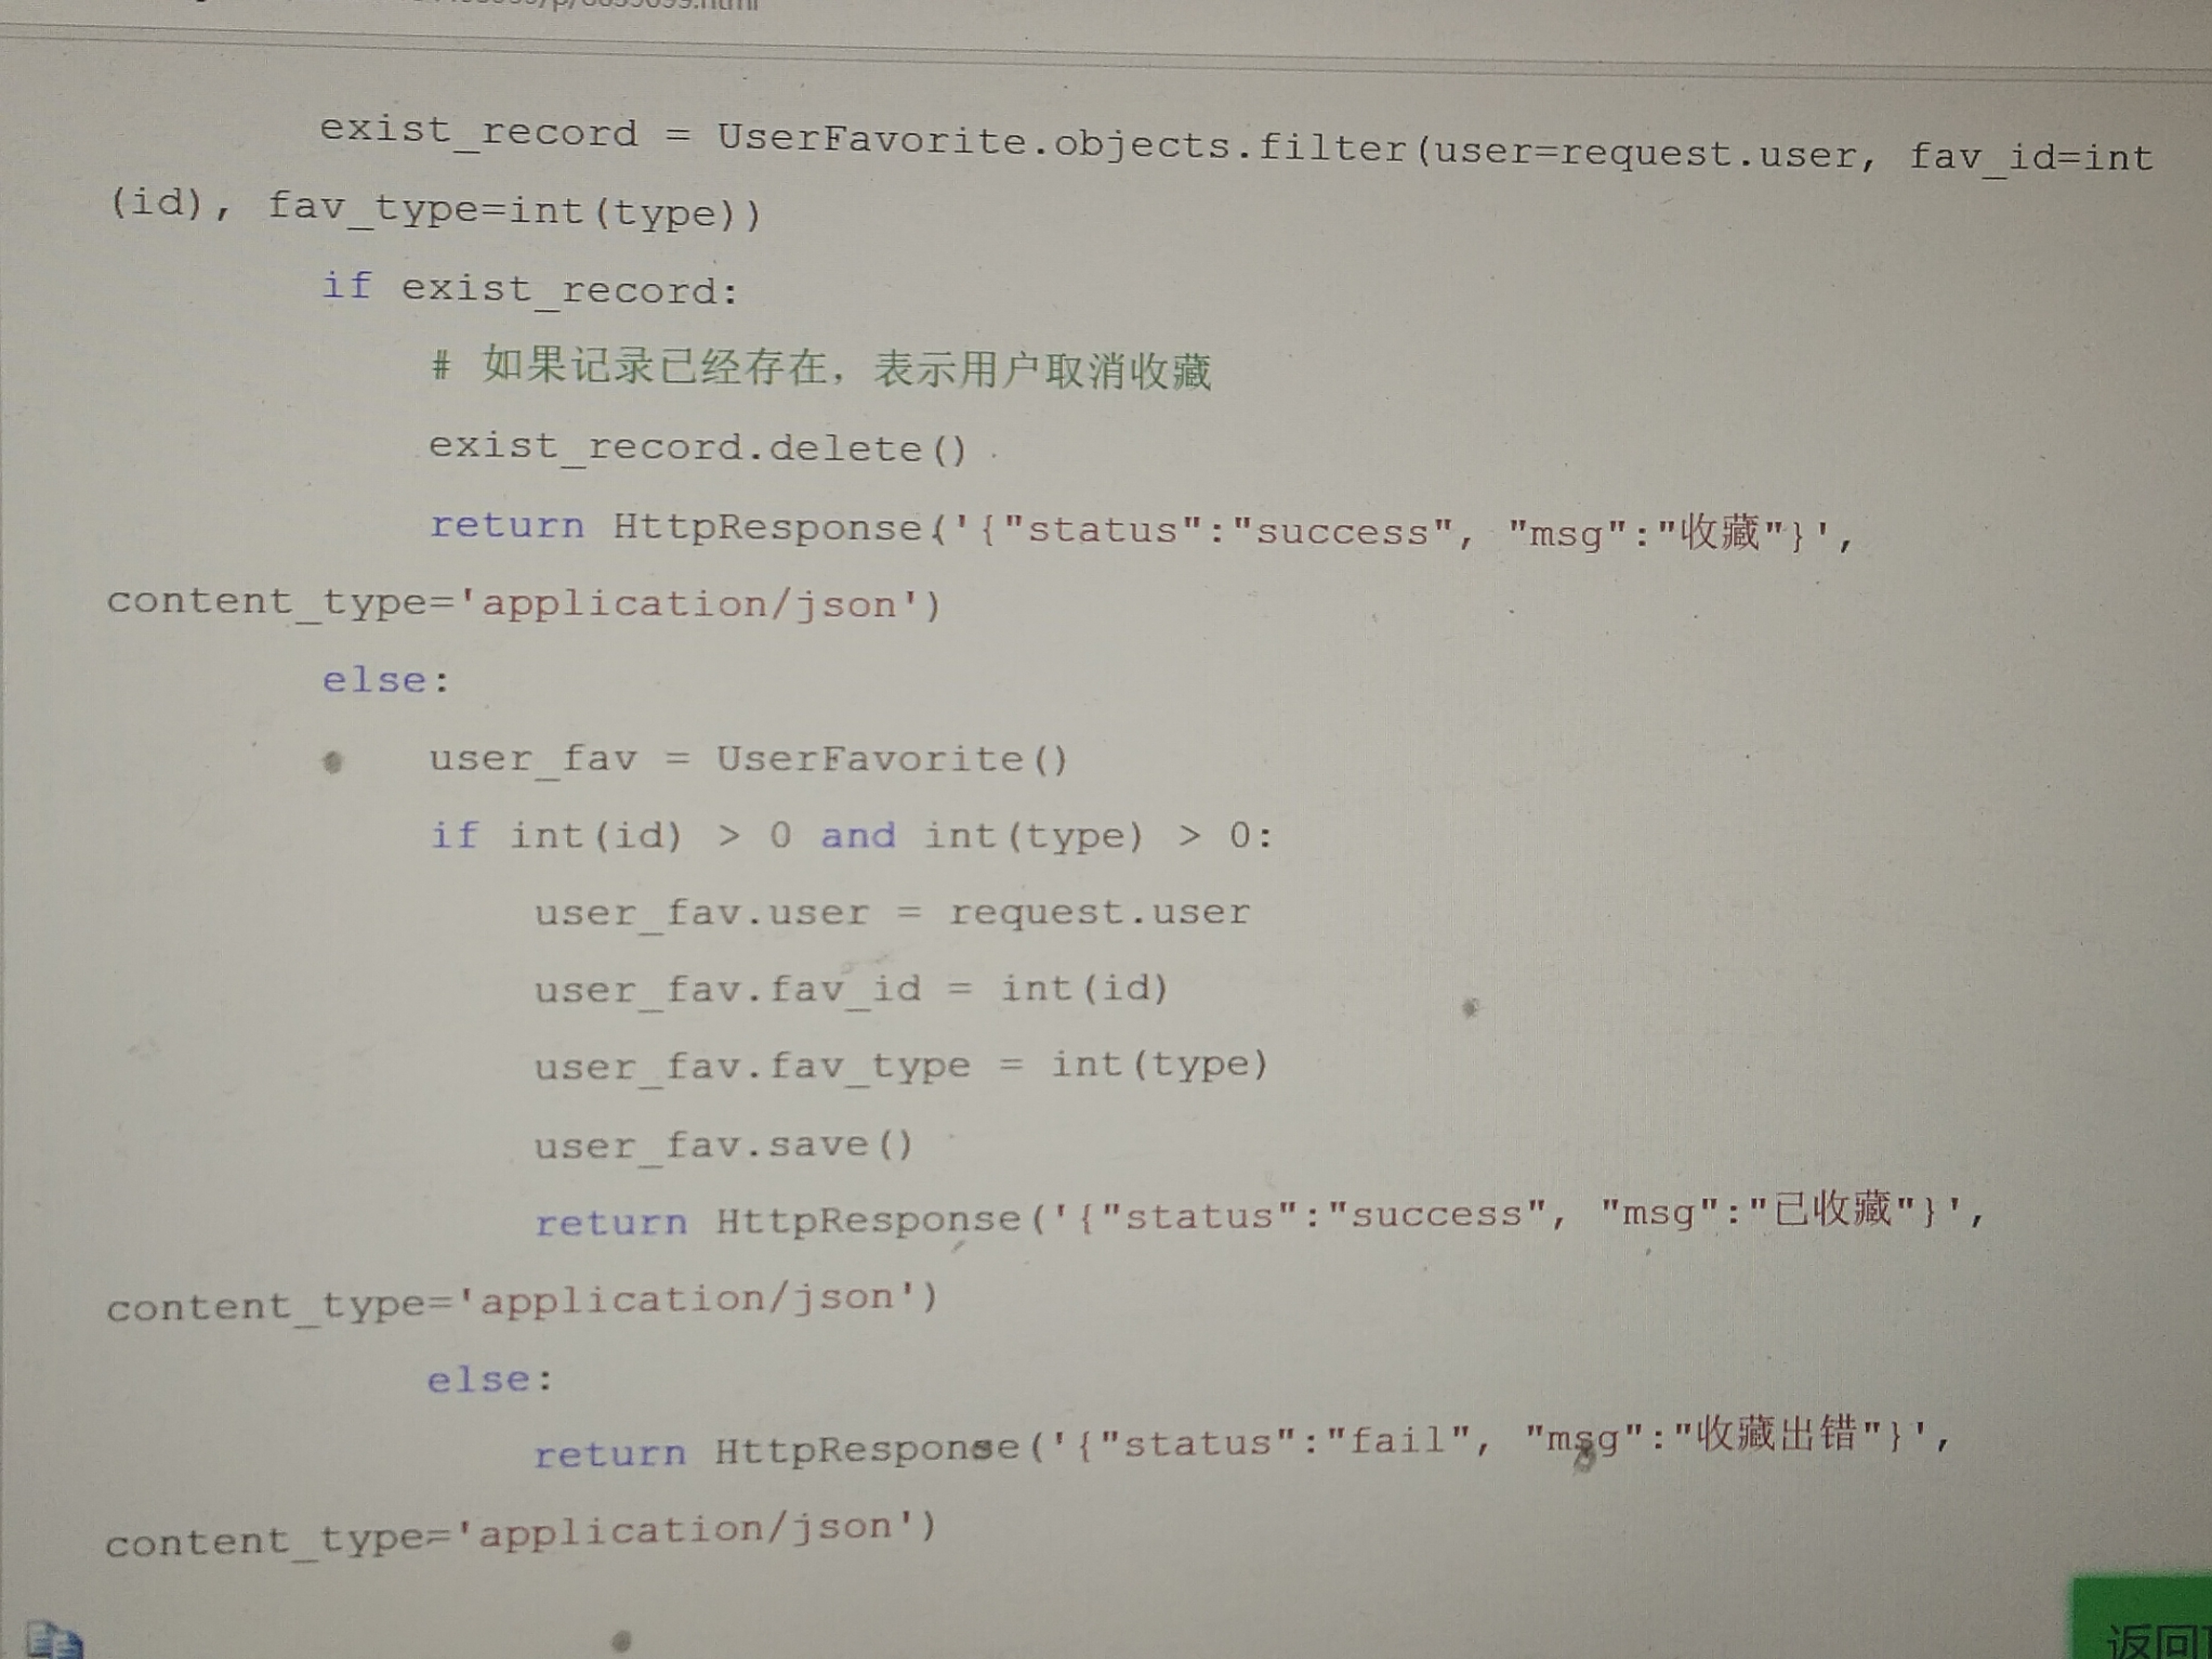 exist_record = UserFavorite.objects.filter(user=request.user, fav_id=int
(id), fav_type=int(type))
if exist_record:
# 如果记录已经存在，表示用户取消收藏
exist_record.delete()
return HttpResponse('{"status":"success", "msg":"收藏"}',
content_type='application/json')
else:
user_fav = UserFavorite()
if int(id) > 0 and int(type) > 0:
user_fav.user = request.user
user_fav.fav_id = int(id)
user_fav.fav_type = int(type)
user_fav.save()
return HttpResponse('{"status":"success", "msg":"已收藏"}',
content_type='application/json')
else:
return HttpResponse('{"status":"fail", "msg":"收藏出错"}',
content_type='application/json')
返回